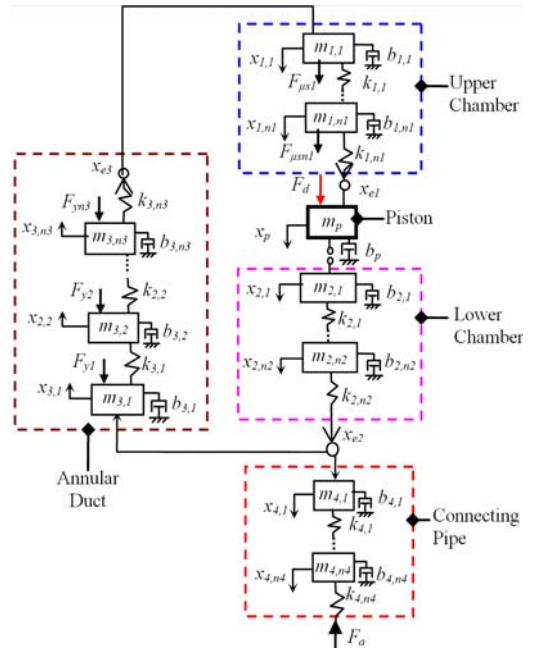 x1,1
m1,1
b1,1
Fμs1
k1,1
Upper
Chamber
x1,n1
m1,n1
b1,n1
Fμsn1
k1,n1
xe3
Fd
xe1
k3,n3
Fyn3
x3,n3
m3,n3
b3,n3
xp
mp
Piston
bp
k2,2
Fy2
x2,2
m3,2
b3,2
x2,1
m2,1
b2,1
k2,1
Lower
Chamber
Fy1
k3,1
x3,1
m3,1
b3,1
x2,n2
m2,n2
b2,n2
k2,n2
Annular
Duct
xe2
x4,1
m4,1
b4,1
k4,1
Connecting
Pipe
x4,n4
m4,n4
b4,n4
k4,n4
Fa